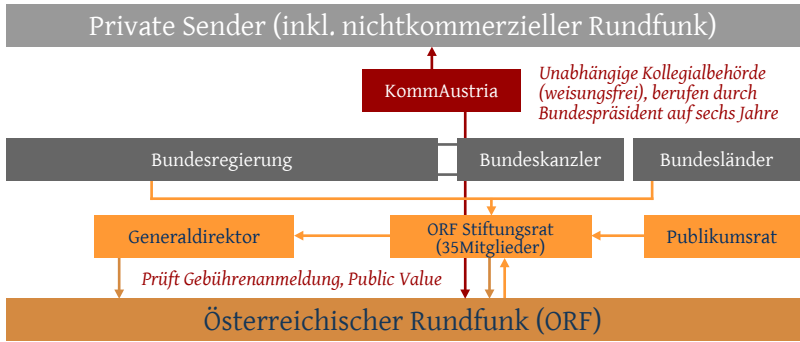 Private Sender (inkl. nichtkommerzieller Rundfunk)
KommAustria
Unabhängige Kollegialbehörde
(weisungsfrei), berufen durch
Bundespräsident auf sechs Jahre
Bundesregierung
Bundeskanzler
Bundesländer
Generaldirektor
ORF Stiftungsrat
(35Mitglieder)
Publikumsrat
Prüft Gebührenanmeldung, Public Value
Österreichischer Rundfunk (ORF)